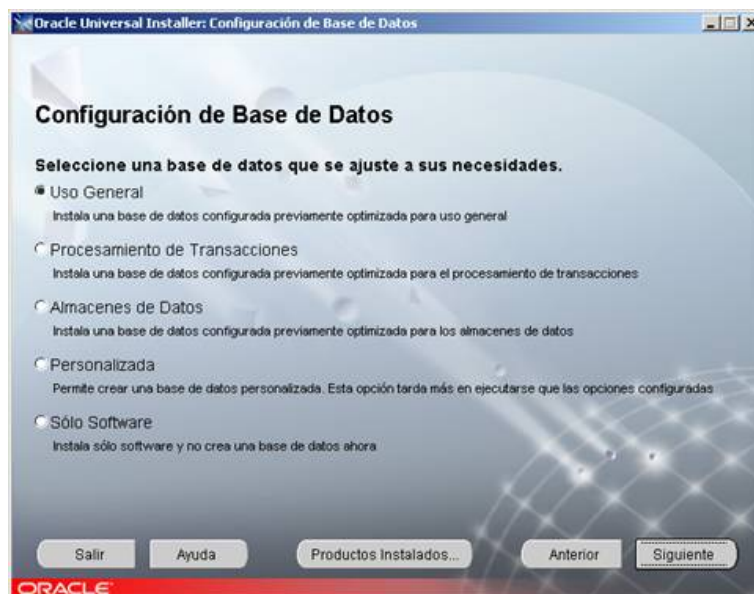 Oracle Universal Installer: Configuración de Base de Datos
Configuración de Base de Datos
Seleccione una base de datos que se ajuste a sus necesidades.
Uso General
Instala una base de datos configurada previamente optimizada para uso general
Procesamiento de Transacciones
Instala una base de datos configurada previamente optimizada para el procesamiento de transacciones
Almacenes de Datos
Instala una base de datos configurada previamente optimizada para los almacenes de datos
Personalizada
Permite crear una base de datos personalizada. Esta opción tarda más en ejecutarse que las opciones configuradas
Sólo Software
Instala sólo software y no crea una base de datos ahora
Salir Ayuda Productos Instalados... Anterior Siguiente
ORACLE